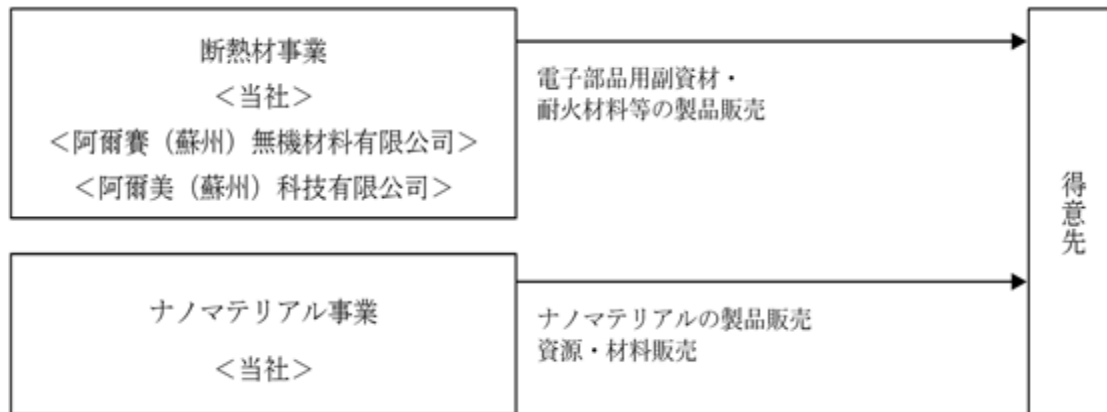 断熱材事業
＜当社＞
＜阿爾賽（蘇州）無機材料有限公司＞
＜阿爾美（蘇州）科技有限公司＞
電子部品用副資材・
耐火材料等の製品販売
ナノマテリアル事業
＜当社＞
ナノマテリアルの製品販売
資源・材料販売
得意先